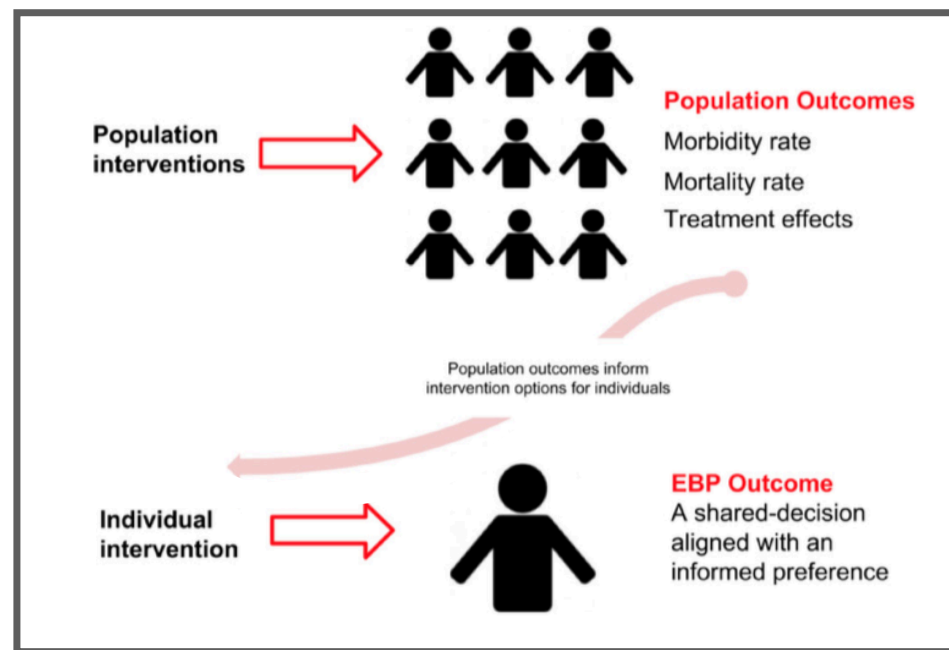 Population
interventions
Population Outcomes
Morbidity rate
Mortality rate
Treatment effects
Population outcomes inform
intervention options for individuals
Individual
intervention
EBP Outcome
A shared-decision
aligned with an
informed preference